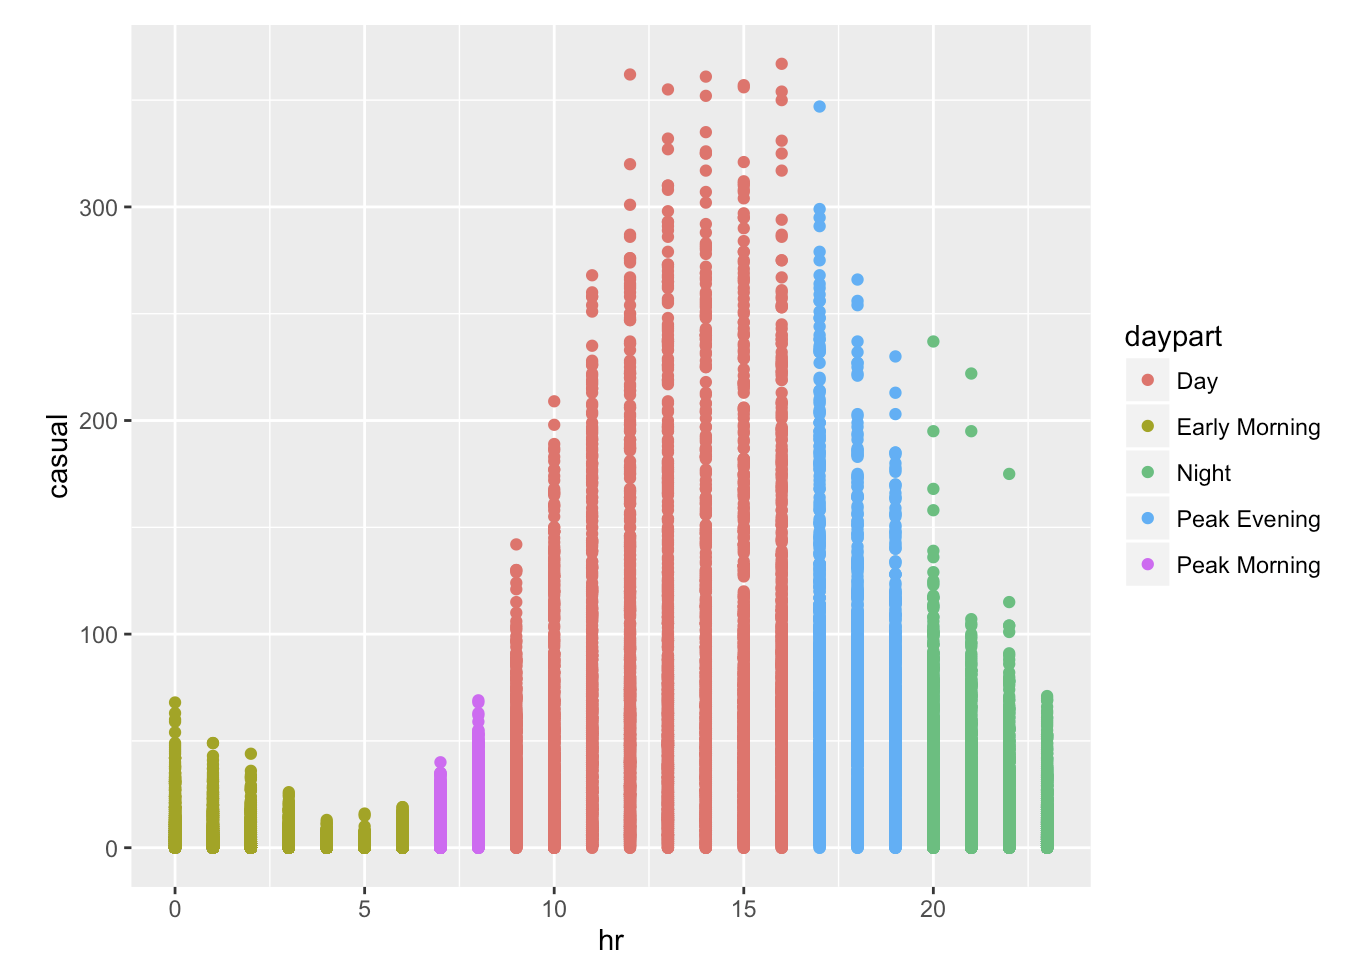 casual
300
200
100
0
0 5 10 15 20
hr
daypart
Day
Early Morning
Night
Peak Evening
Peak Morning